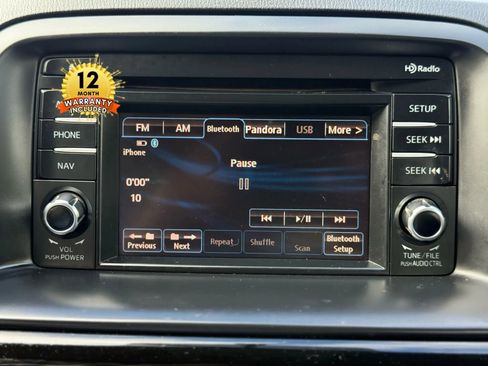 HD Radio
12
MONTH
WARRANTY
INCLUDED
PHONE
NAV
VOL
PUSH POWER
FM AM Bluetooth Pandora USB More >
iPhone
Pause
0'00"
10
Previous Next Repeat Shuffle Scan Bluetooth Setup
SETUP
SEEK
SEEK
TUNE/FILE
PUSH AUDIO CTRL